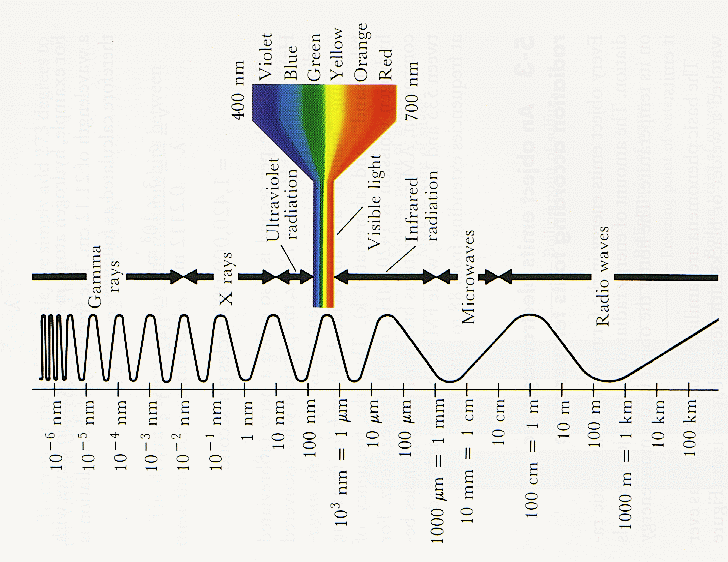 10⁻⁶ nm
10⁻⁵ nm
10⁻⁴ nm
10⁻³ nm
10⁻² nm
10⁻¹ nm
1 nm
10 nm
100 nm
10³ nm = 1 μm
10 μm
100 μm
1000 μm = 1 mm
10 mm = 1 cm
10 cm
100 cm = 1 m
10 m
100 m
1000 m = 1 km
10 km
100 km
Gamma
rays
X rays
Ultraviolet
radiation
Visible light
Infrared
radiation
Microwaves
Radio waves
400 nm
Violet
Blue
Green
Yellow
Orange
Red
700 nm